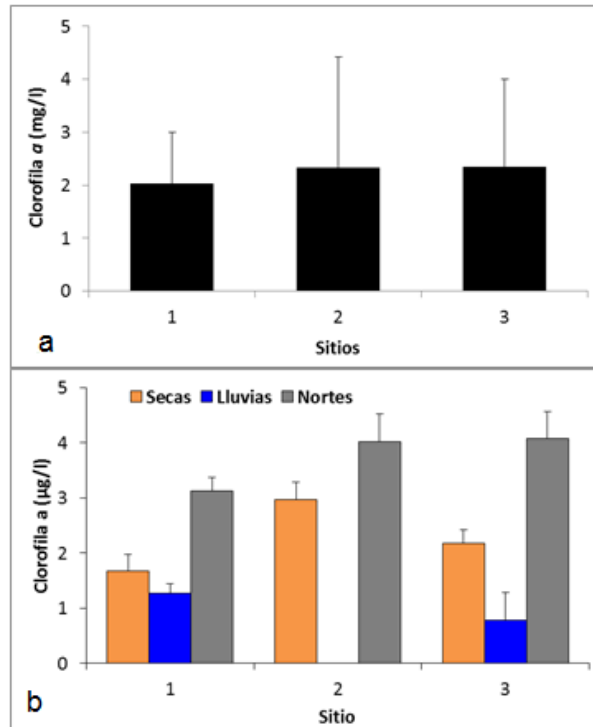 5
4
3
2
1
0
Clorofila a (mg/l)
1 2 3
Sitios
a
Secas Lluvias Nortes
5
4
3
2
1
0
Clorofila a (µg/l)
1 2 3
Sitio
b